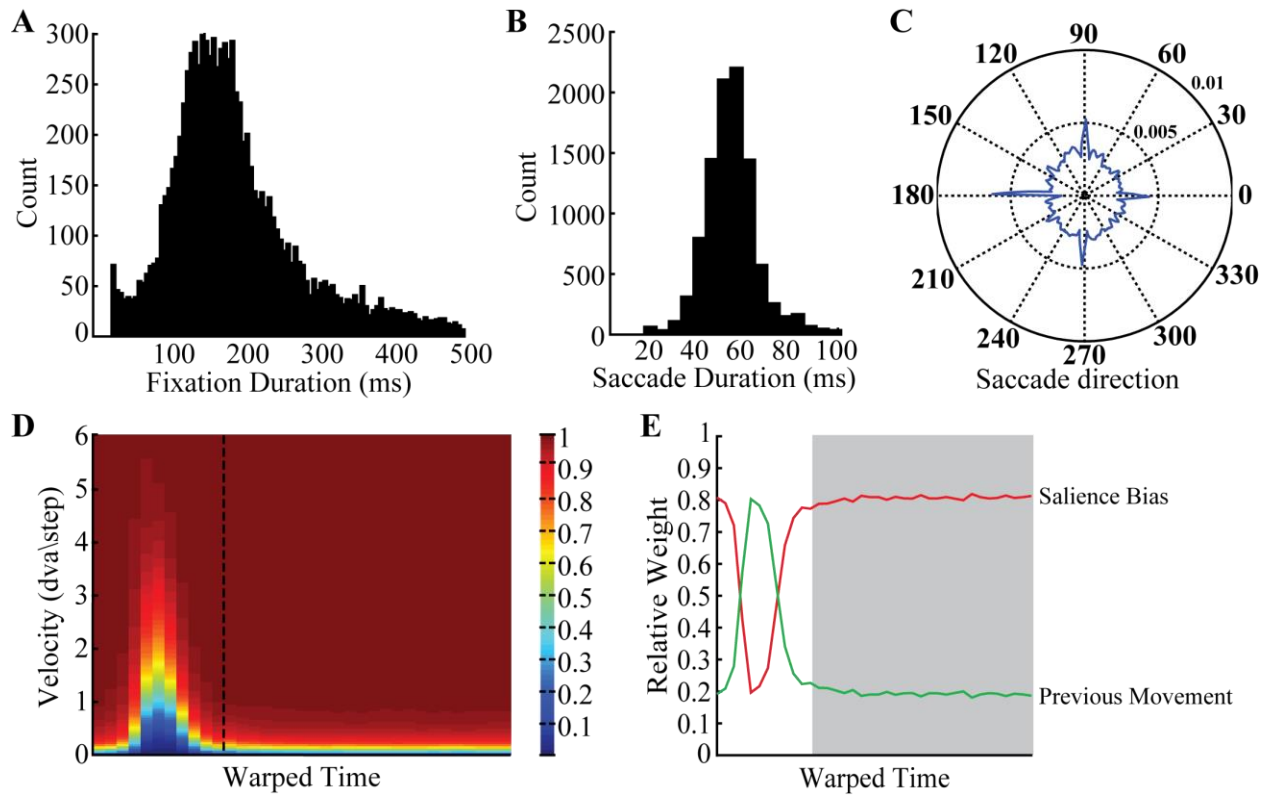 A
300
250
200
150
100
50
0
Count
100 200 300 400 500
Fixation Duration (ms)
B
2500
2000
1500
1000
500
0
Count
20 40 60 80 100
Saccade Duration (ms)
C
90
120 60
0.01
150 30
0.005
180 0
210 330
240 300
270
Saccade direction
D
6
5
4
3
2
1
0
Velocity (dva\step)
Warped Time
1
0.9
0.8
0.7
0.6
0.5
0.4
0.3
0.2
0.1
E
1
0.9
0.8
0.7
0.6
0.5
0.4
0.3
0.2
0.1
0
Relative Weight
Salience Bias
Previous Movement
Warped Time